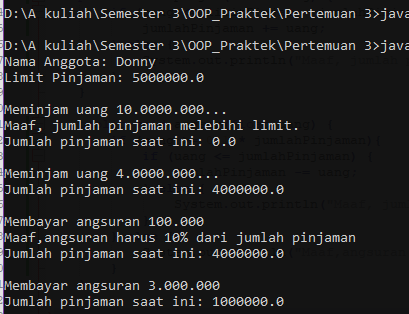 D:\A kuliah\Semester 3\OOP_Praktek\Pertemuan 3>java
D:\A kuliah\Semester 3\OOP_Praktek\Pertemuan 3>java
Nama Anggota: Donny
Limit Pinjaman: 5000000.0
Meminjam uang 10.0000.000...
Maaf, jumlah pinjaman melebihi limit.
Jumlah pinjaman saat ini: 0.0
Meminjam uang 4.0000.000...
Jumlah pinjaman saat ini: 4000000.0
Membayar angsuran 100.000
Maaf,angsuran harus 10% dari jumlah pinjaman
Jumlah pinjaman saat ini: 4000000.0
Membayar angsuran 3.000.000
Jumlah pinjaman saat ini: 1000000.0